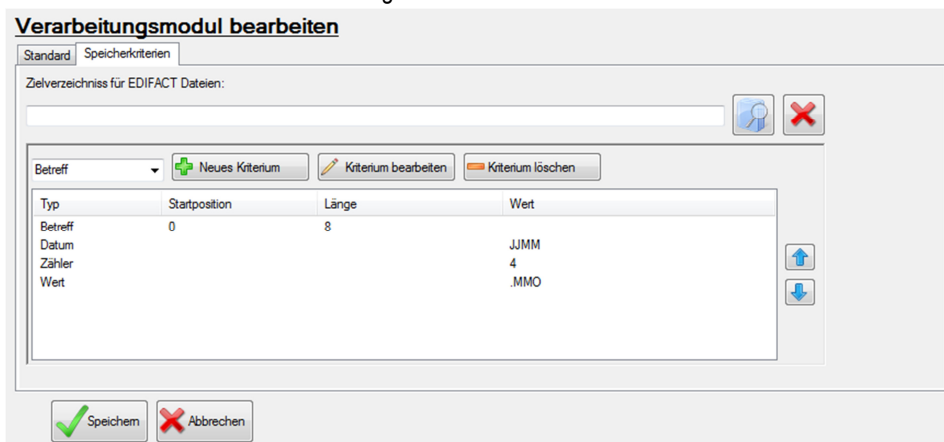 Verarbeitungsmodul bearbeiten
Standard Speicherkriterien
Zielverzeichniss für EDIFACT Dateien:
Betreff Neues Kriterium Kriterium bearbeiten Kriterium löschen
Typ Startposition Länge Wert
Betreff 0 8
Datum JJMM
Zähler 4
Wert .MMO
Speichern Abbrechen